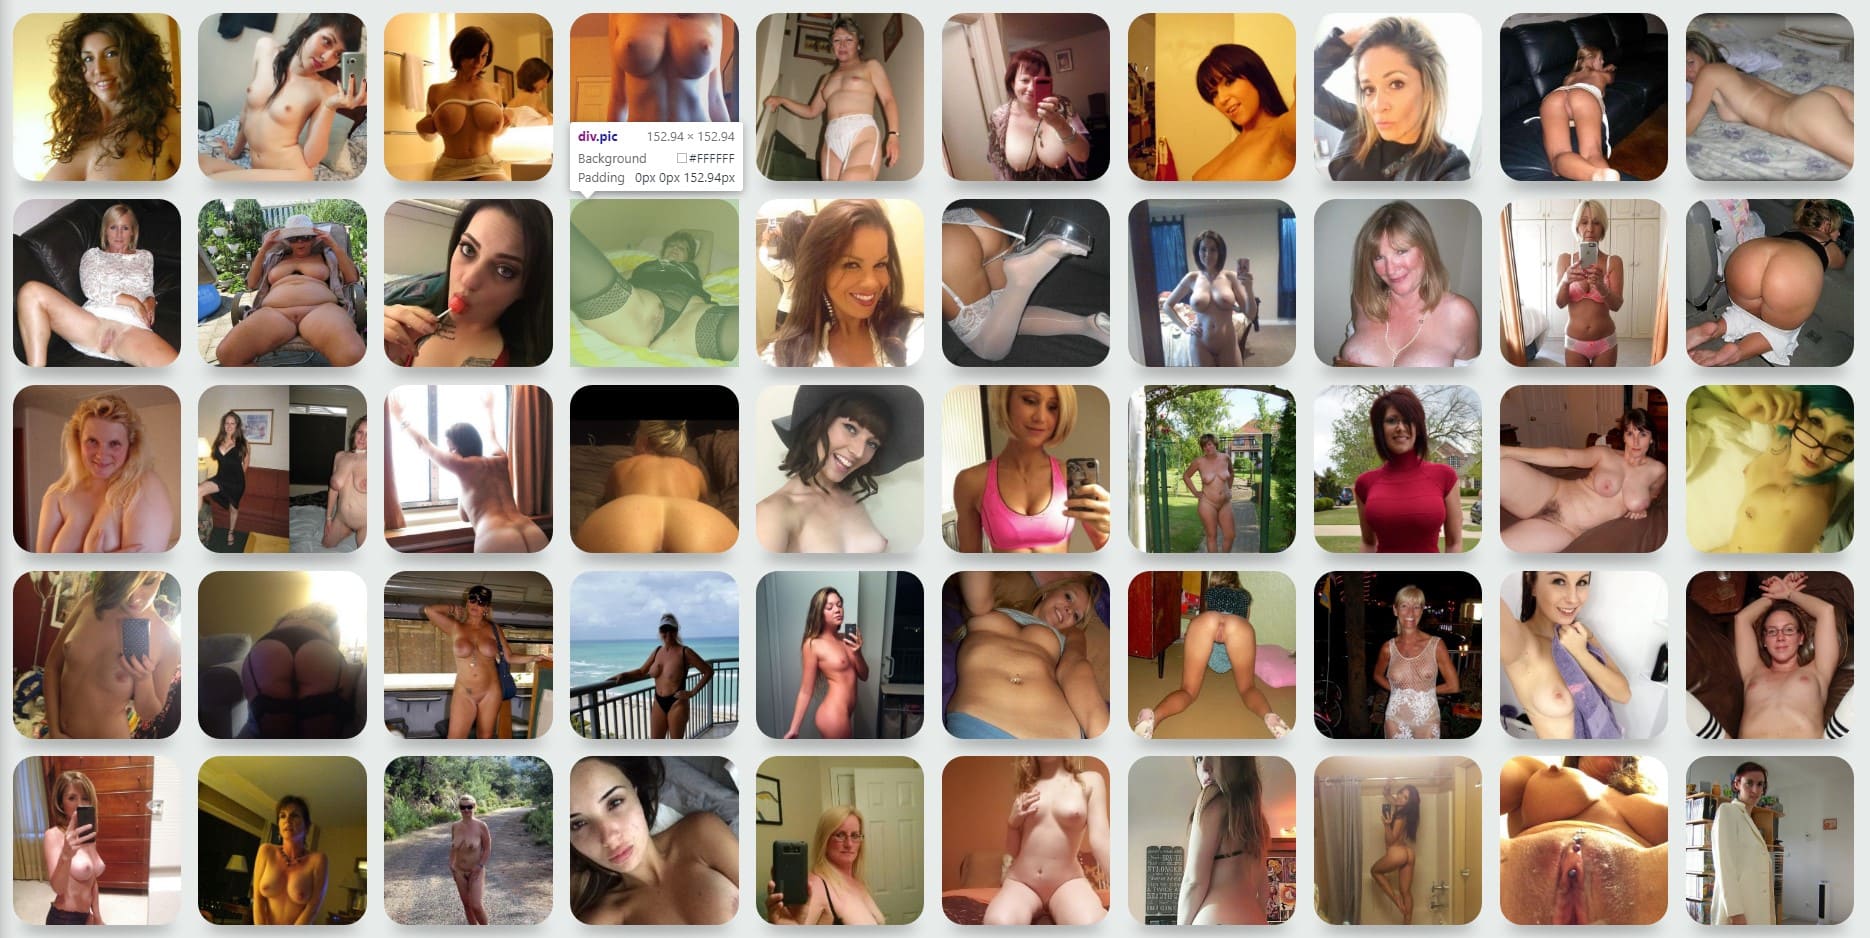 div.pic 152.94 × 152.94
Background #FFFFFF
Padding 0px 0px 152.94px